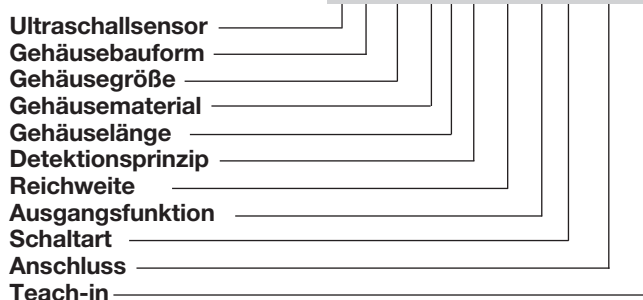 Ultraschallsensor
Gehäusebauform
Gehäusegröße
Gehäusematerial
Gehäuselänge
Detektionsprinzip
Reichweite
Ausgangsfunktion
Schaltart
Anschluss
Teach-in